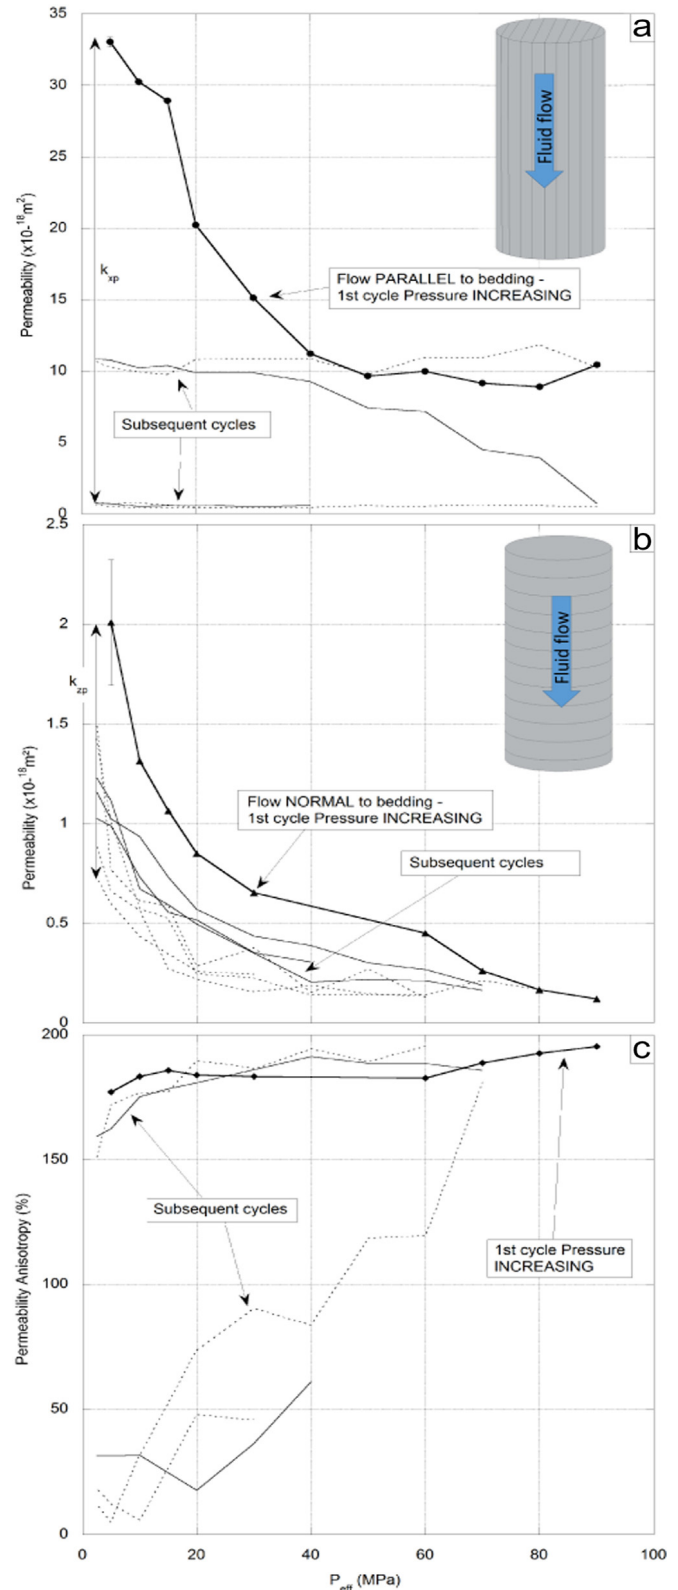 a
35
30
25
20
15
10
5
0
Permeability (x10-¹⁸m²)
k_xp
Fluid flow
Flow PARALLEL to bedding -
1st cycle Pressure INCREASING
Subsequent cycles
b
2.5
2
1.5
1
0.5
0
Permeability (x10-¹⁸m²)
k_zp
Fluid flow
Flow NORMAL to bedding -
1st cycle Pressure INCREASING
Subsequent cycles
c
200
150
100
50
0
Permeability Anisotropy (%)
Subsequent cycles
1st cycle Pressure
INCREASING
0 20 40 60 80 100
P_eff (MPa)